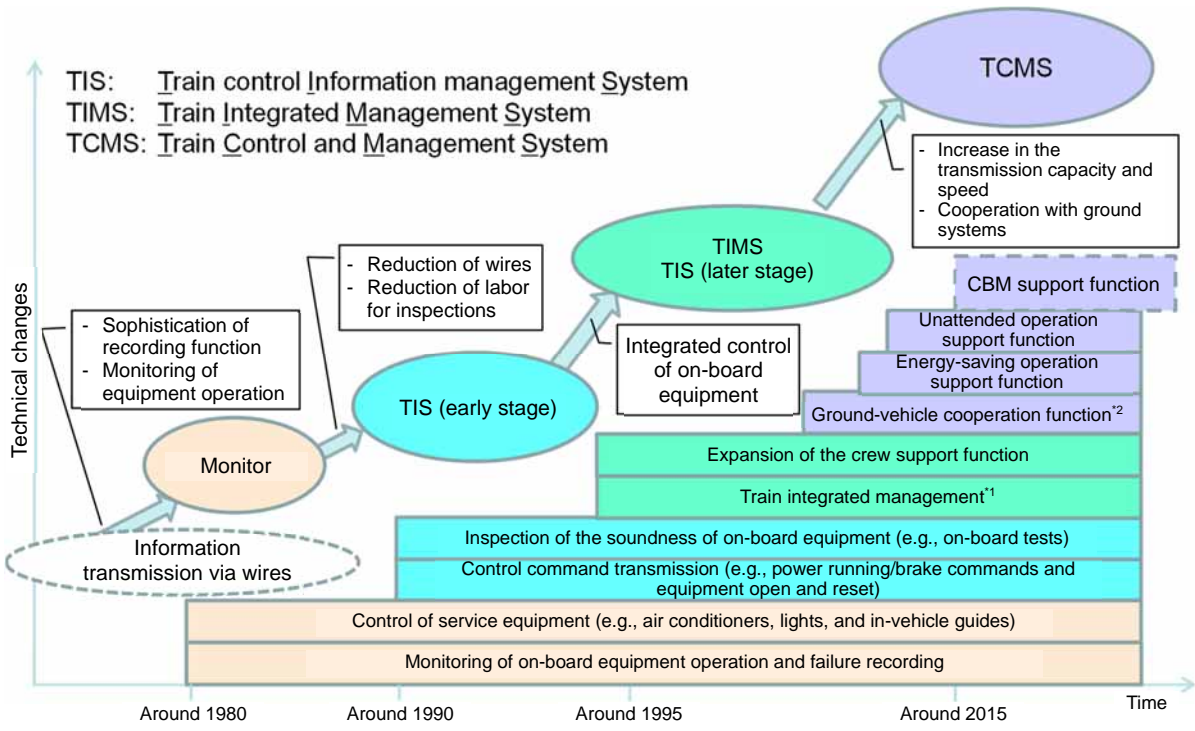 TIS: Train control Information management System
TIMS: Train Integrated Management System
TCMS: Train Control and Management System
TCMS
- Increase in the
transmission capacity and
speed
- Cooperation with ground
systems
TIMS
TIS (later stage)
- Reduction of wires
- Reduction of labor
for inspections
Integrated control
of on-board
equipment
- Sophistication of
recording function
- Monitoring of
equipment operation
TIS (early stage)
Monitor
Information
transmission via wires
Technical changes
CBM support function
Unattended operation
support function
Energy-saving operation
support function
Ground-vehicle cooperation function*2
Expansion of the crew support function
Train integrated management*1
Inspection of the soundness of on-board equipment (e.g., on-board tests)
Control command transmission (e.g., power running/brake commands and
equipment open and reset)
Control of service equipment (e.g., air conditioners, lights, and in-vehicle guides)
Monitoring of on-board equipment operation and failure recording
Around 1980
Around 1990
Around 1995
Around 2015
Time